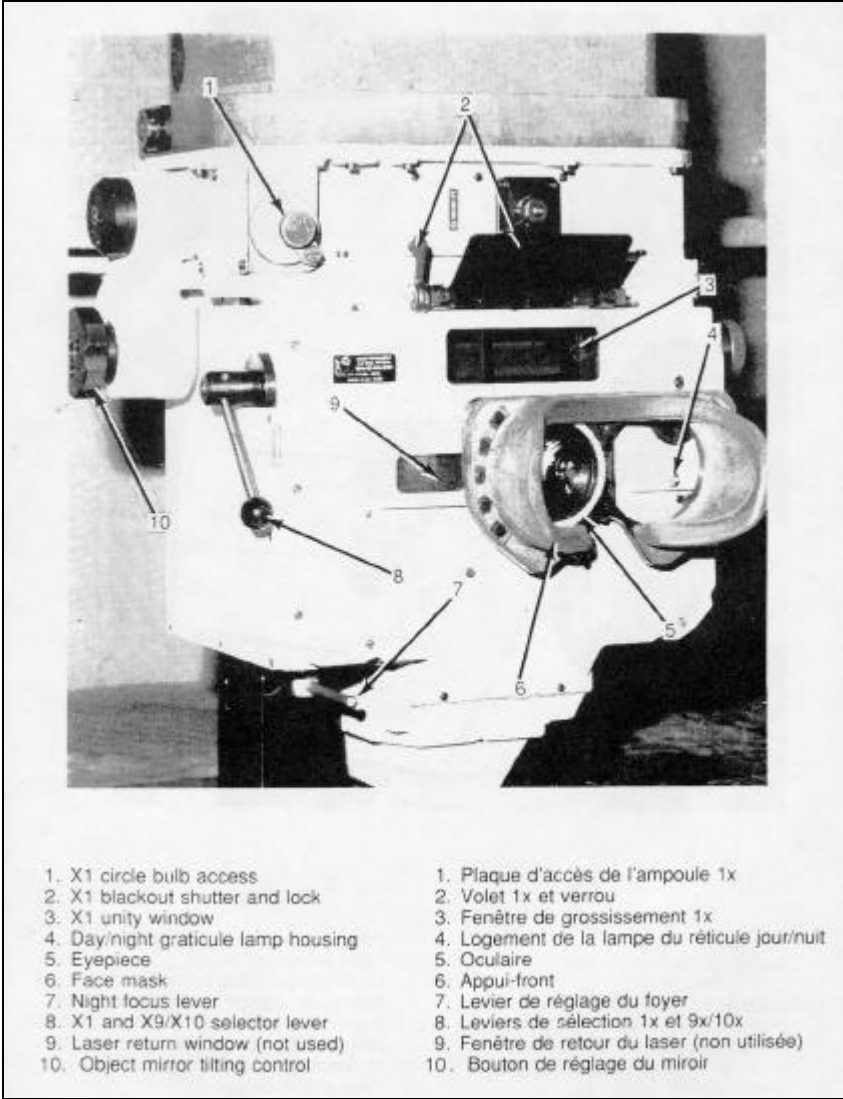 1
2
3
4
9
10
8
7
5
6
1. X1 circle bulb access
2. X1 blackout shutter and lock
3. X1 unity window
4. Day/night graticule lamp housing
5. Eyepiece
6. Face mask
7. Night focus lever
8. X1 and X9/X10 selector lever
9. Laser return window (not used)
10. Object mirror tilting control
1. Plaque d'accès de l'ampoule 1x
2. Volet 1x et verrou
3. Fenêtre de grossissement 1x
4. Logement de la lampe du réticule jour/nuit
5. Oculaire
6. Appui-front
7. Levier de réglage du foyer
8. Leviers de sélection 1x et 9x/10x
9. Fenêtre de retour du laser (non utilisée)
10. Bouton de réglage du miroir